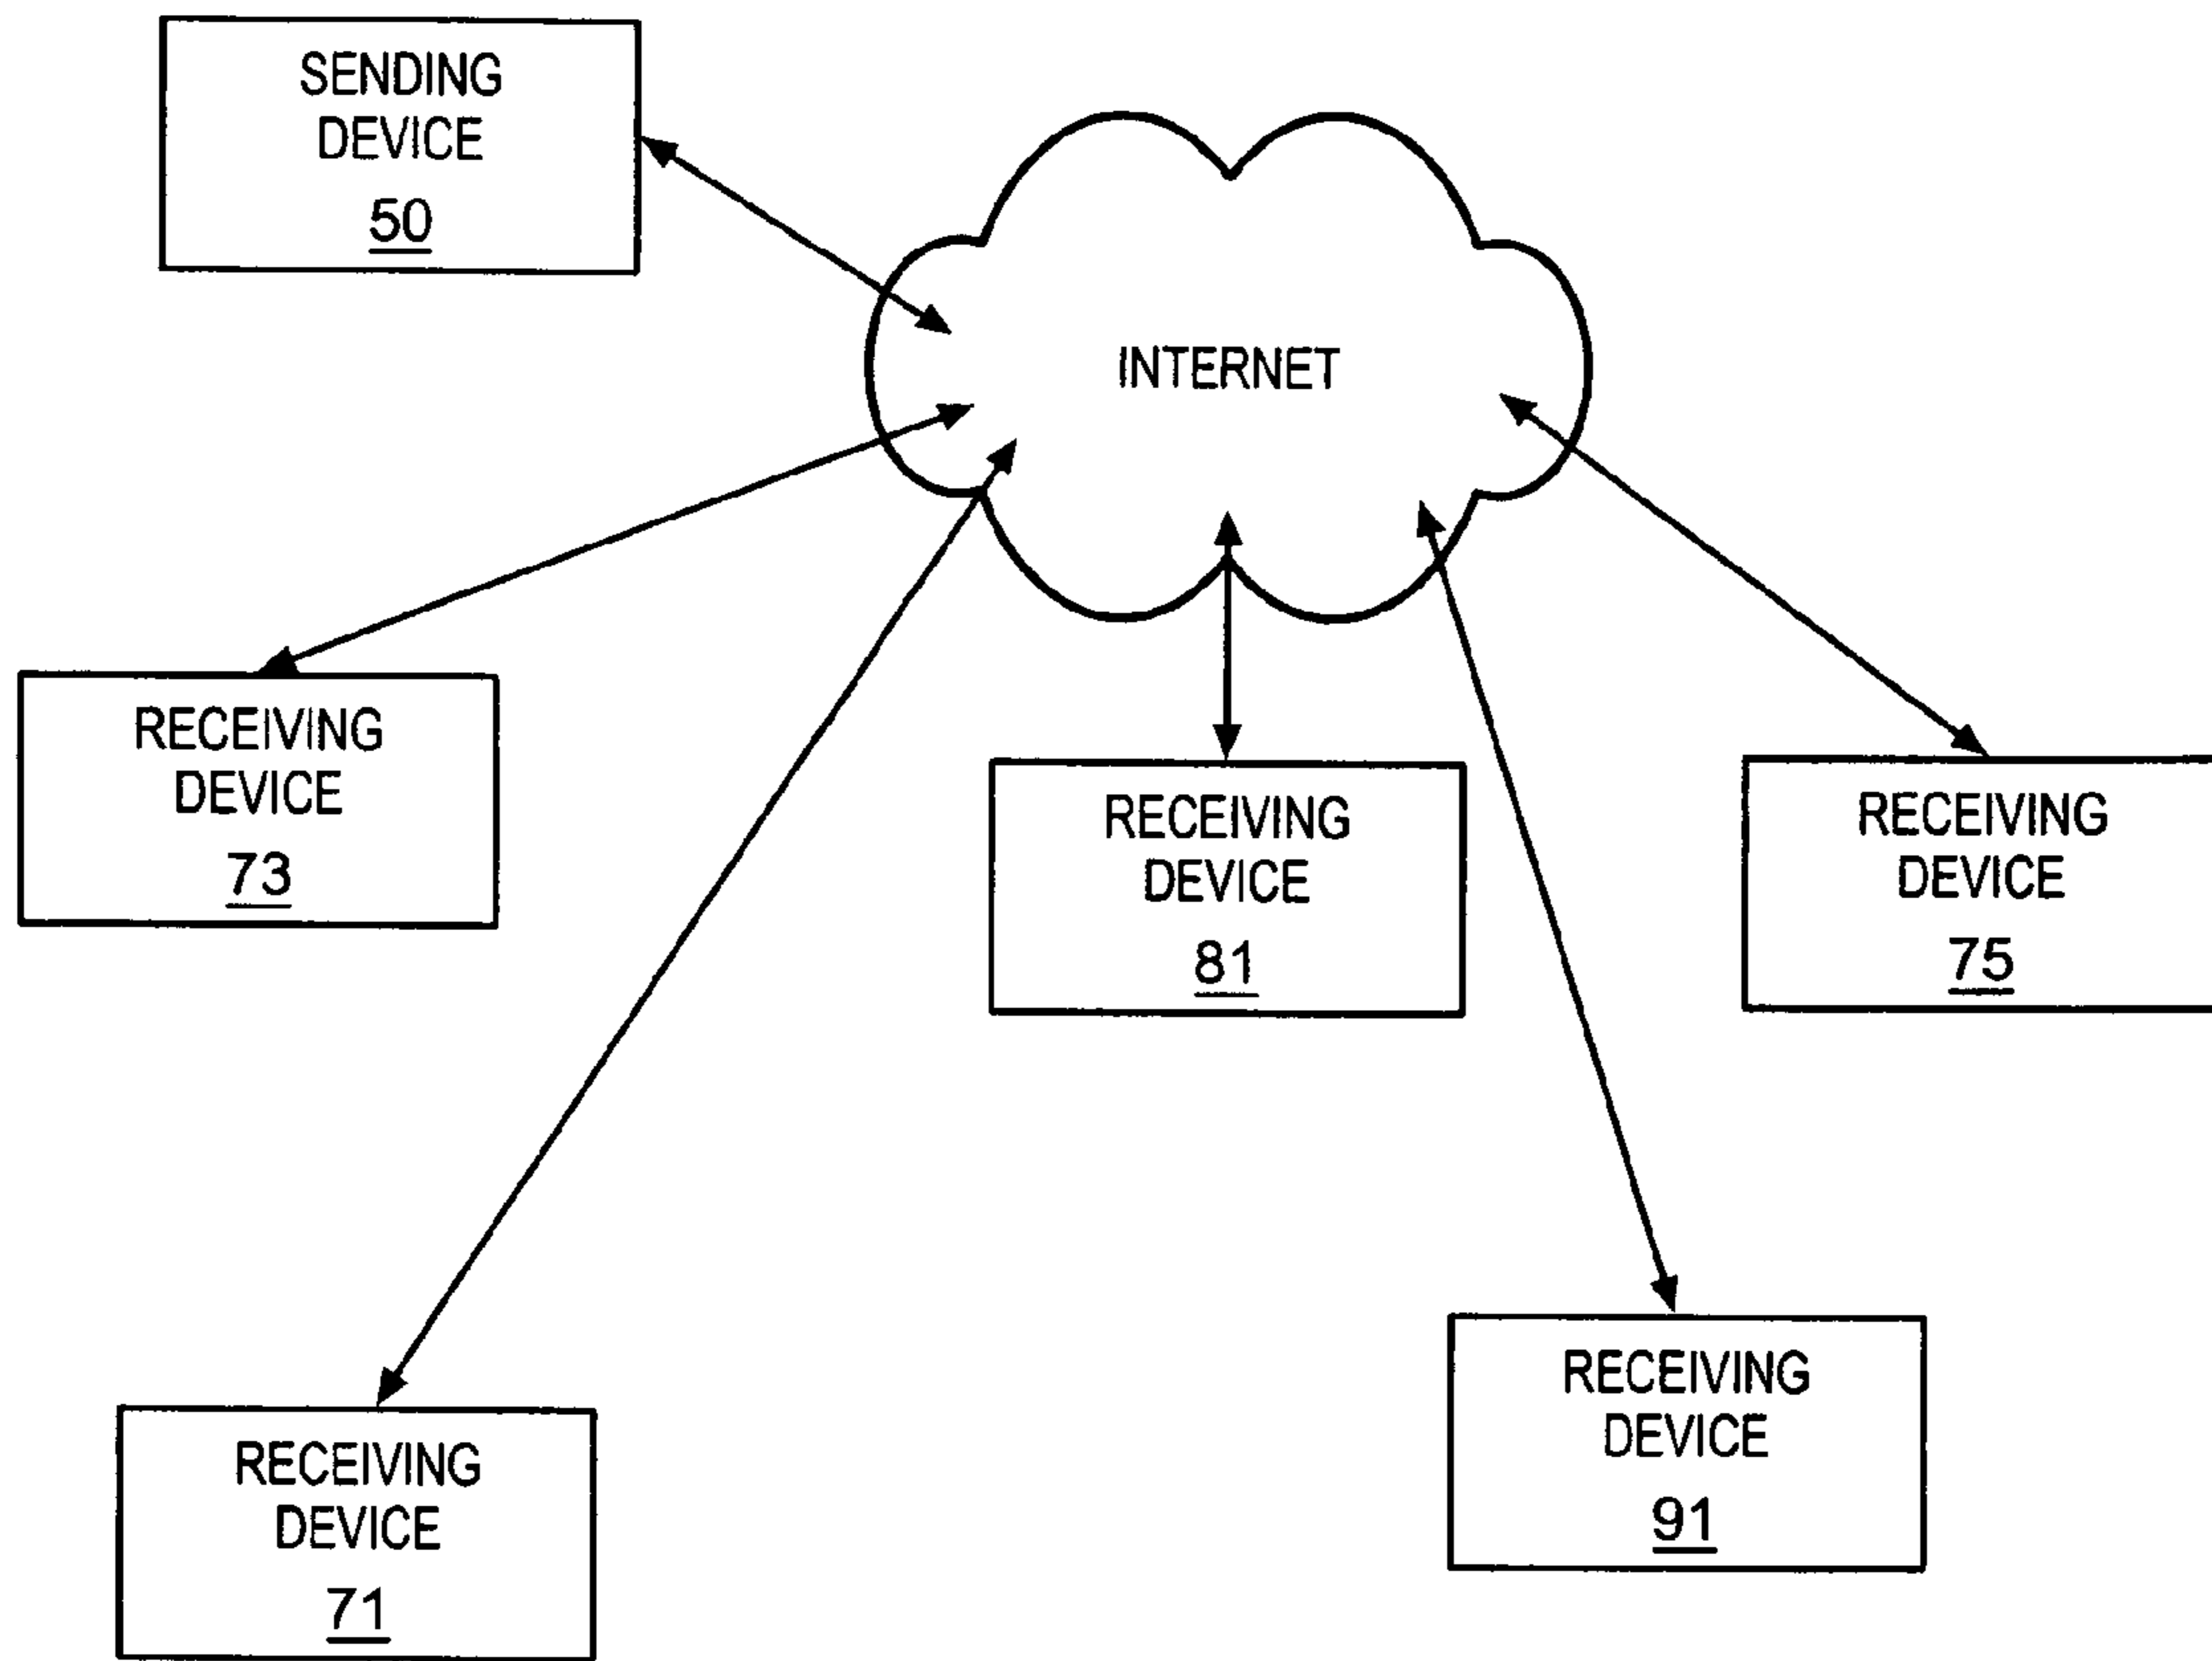 SENDING
DEVICE
50
INTERNET
RECEIVING
DEVICE
73
RECEIVING
DEVICE
81
RECEIVING
DEVICE
75
RECEIVING
DEVICE
71
RECEIVING
DEVICE
91